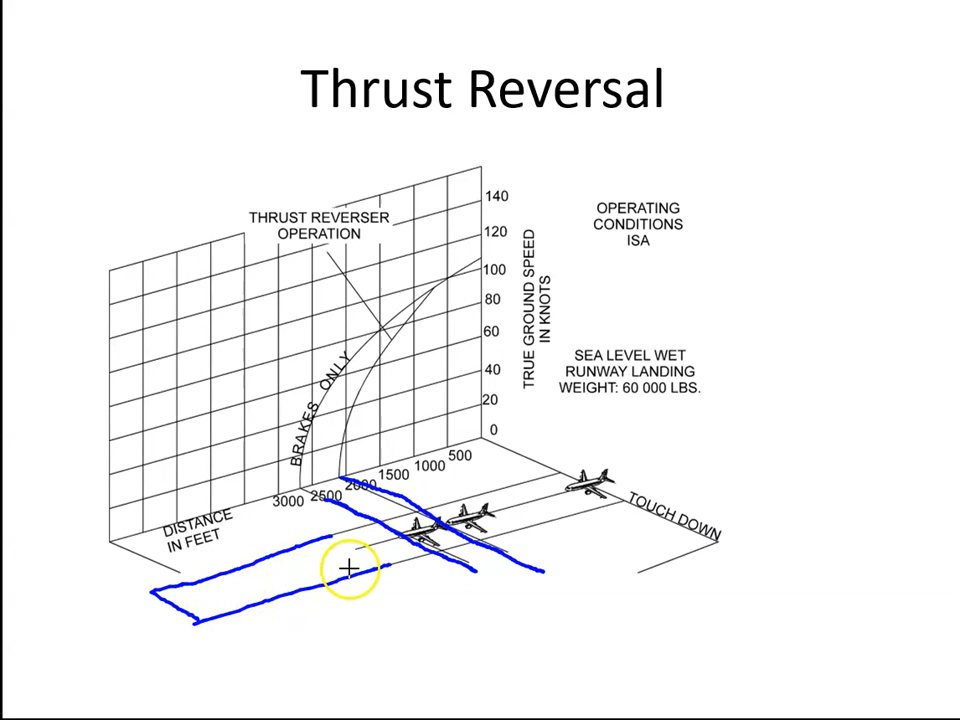 Thrust Reversal
THRUST REVERSER
OPERATION
140
120
100
80
60
40
20
0
TRUE GROUND SPEED
IN KNOTS
OPERATING
CONDITIONS
ISA
SEA LEVEL WET
RUNWAY LANDING
WEIGHT: 60 000 LBS.
BRAKES ONLY
500
1000
1500
2000
2500
3000
DISTANCE
IN FEET
TOUCH DOWN